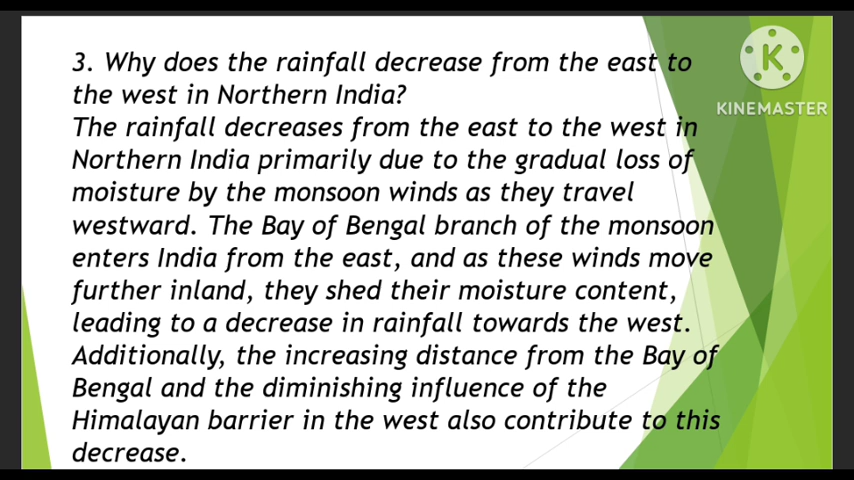 3. Why does the rainfall decrease from the east to
the west in Northern India?
The rainfall decreases from the east to the west in
Northern India primarily due to the gradual loss of
moisture by the monsoon winds as they travel
westward. The Bay of Bengal branch of the monsoon
enters India from the east, and as these winds move
further inland, they shed their moisture content,
leading to a decrease in rainfall towards the west.
Additionally, the increasing distance from the Bay of
Bengal and the diminishing influence of the
Himalayan barrier in the west also contribute to this
decrease.
K
KINEMASTER